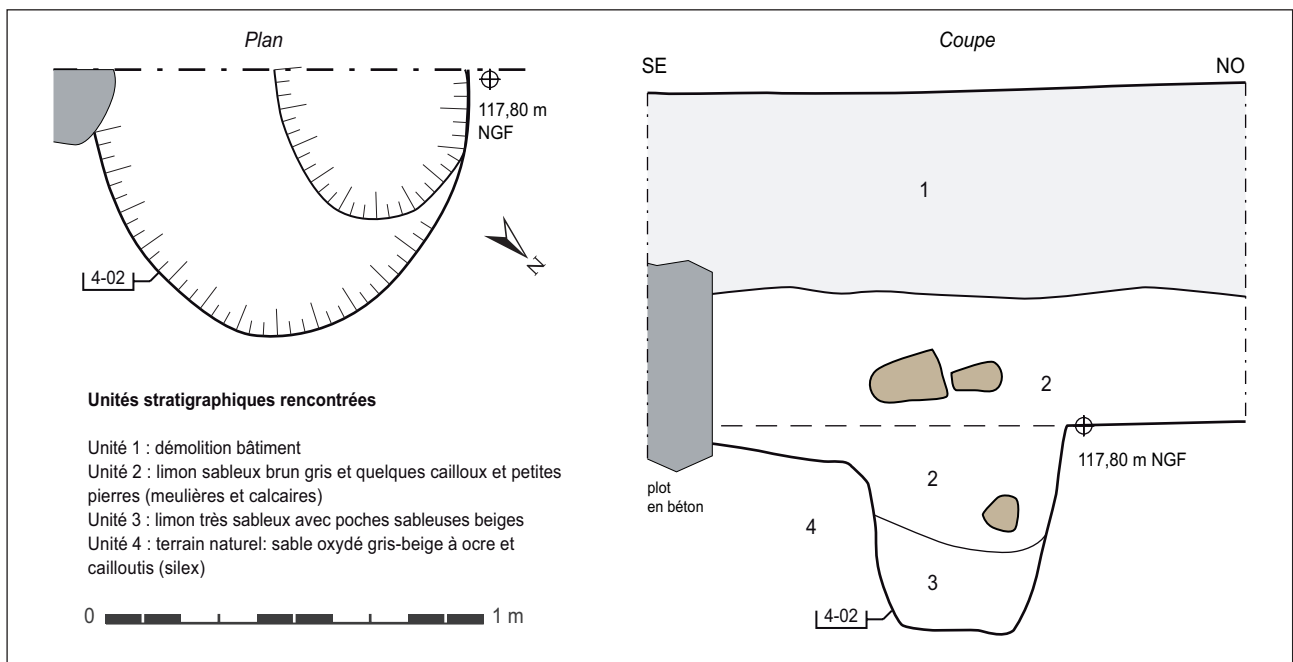 Plan
117,80 m
NGF
N
4-02
Unités stratigraphiques rencontrées
Unité 1 : démolition bâtiment
Unité 2 : limon sableux brun gris et quelques cailloux et petites
pierres (meulières et calcaires)
Unité 3 : limon très sableux avec poches sableuses beiges
Unité 4 : terrain naturel: sable oxydé gris-beige à ocre et
cailloutis (silex)
0 1 m
Coupe
SE NO
1
2
117,80 m NGF
2
plot
en béton
4
3
4-02